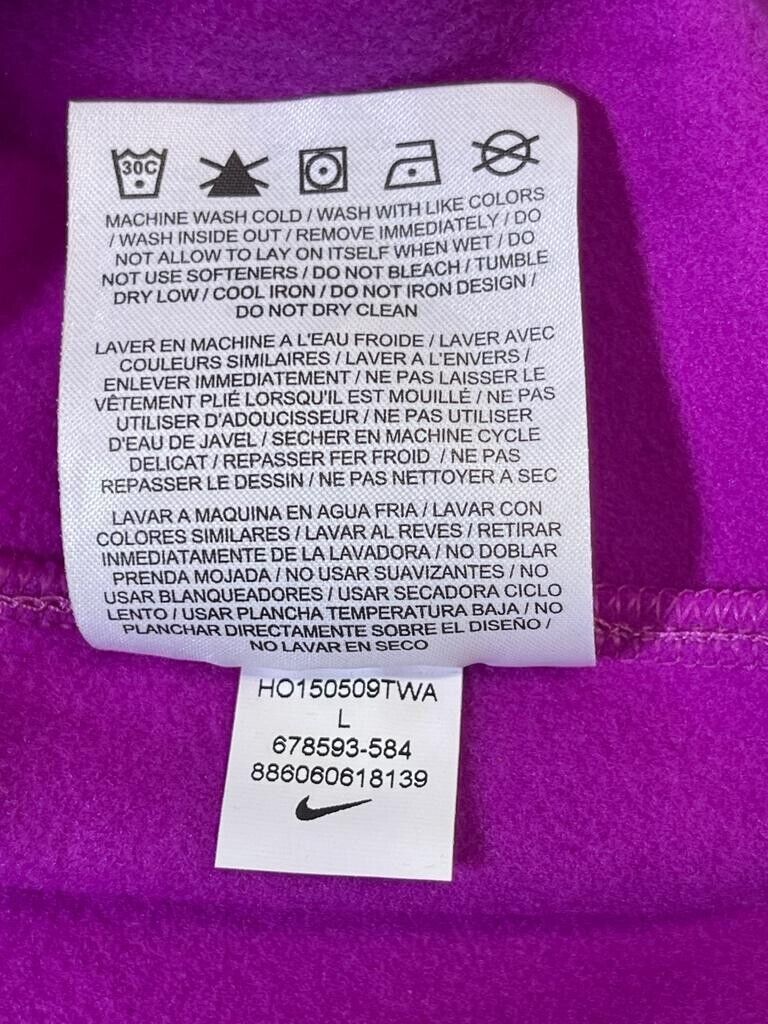 30C
MACHINE WASH COLD / WASH WITH LIKE COLORS
/ WASH INSIDE OUT / REMOVE IMMEDIATELY / DO
NOT ALLOW TO LAY ON ITSELF WHEN WET / DO
NOT USE SOFTENERS / DO NOT BLEACH / TUMBLE
DRY LOW / COOL IRON / DO NOT IRON DESIGN /
DO NOT DRY CLEAN
LAVER EN MACHINE A L'EAU FROIDE / LAVER AVEC
COULEURS SIMILAIRES / LAVER A L'ENVERS /
ENLEVER IMMEDIATEMENT / NE PAS LAISSER LE
VÊTEMENT PLIÉ LORSQU'IL EST MOUILLÉ / NE PAS
UTILISER D'ADOUCISSEUR / NE PAS UTILISER
D'EAU DE JAVEL / SECHER EN MACHINE CYCLE
DELICAT / REPASSER FER FROID / NE PAS
REPASSER LE DESSIN / NE PAS NETTOYER A SEC
LAVAR A MAQUINA EN AGUA FRIA / LAVAR CON
COLORES SIMILARES / LAVAR AL REVES / RETIRAR
INMEDIATAMENTE DE LA LAVADORA / NO DOBLAR
PRENDA MOJADA / NO USAR SUAVIZANTES / NO
USAR BLANQUEADORES / USAR SECADORA CICLO
LENTO / USAR PLANCHA TEMPERATURA BAJA / NO
PLANCHAR DIRECTAMENTE SOBRE EL DISEÑO /
NO LAVAR EN SECO
HO150509TWA
L
678593-584
886060618139